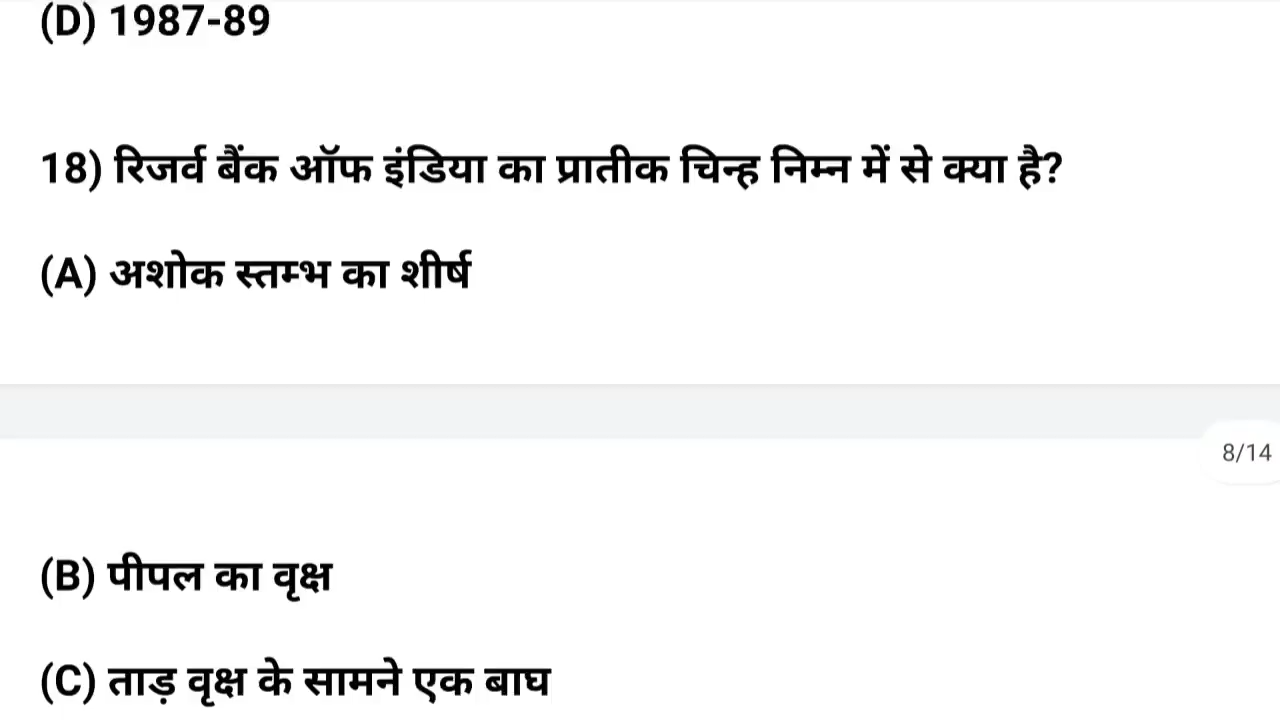 (D) 1987-89
18) रिजर्व बैंक ऑफ इंडिया का प्रातीक चिन्ह निम्न में से क्या है?
(A) अशोक स्तम्भ का शीर्ष
8/14
(B) पीपल का वृक्ष
(C) ताड़ वृक्ष के सामने एक बाघ